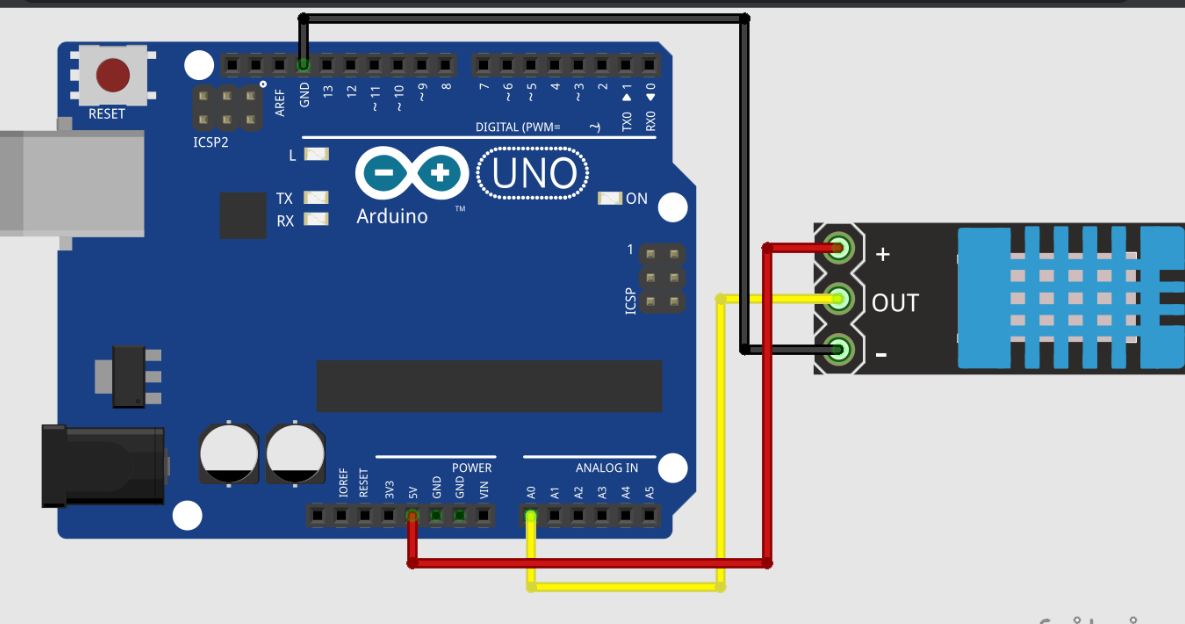 RESET
ICSP2
AREF
GND
13
12
~ 11
~ 10
~ 9
8
7
~6
~5
4
~3
2
TX0 ▶ 1
RX0 ◀ 0
DIGITAL (PWM= ~)
L
TX
RX
UNO
ON
Arduino
TM
1
ICSP
+
OUT
-
POWER
ANALOG IN
IOREF
RESET
3V3
5V
GND
GND
VIN
A0
A1
A2
A3
A4
A5